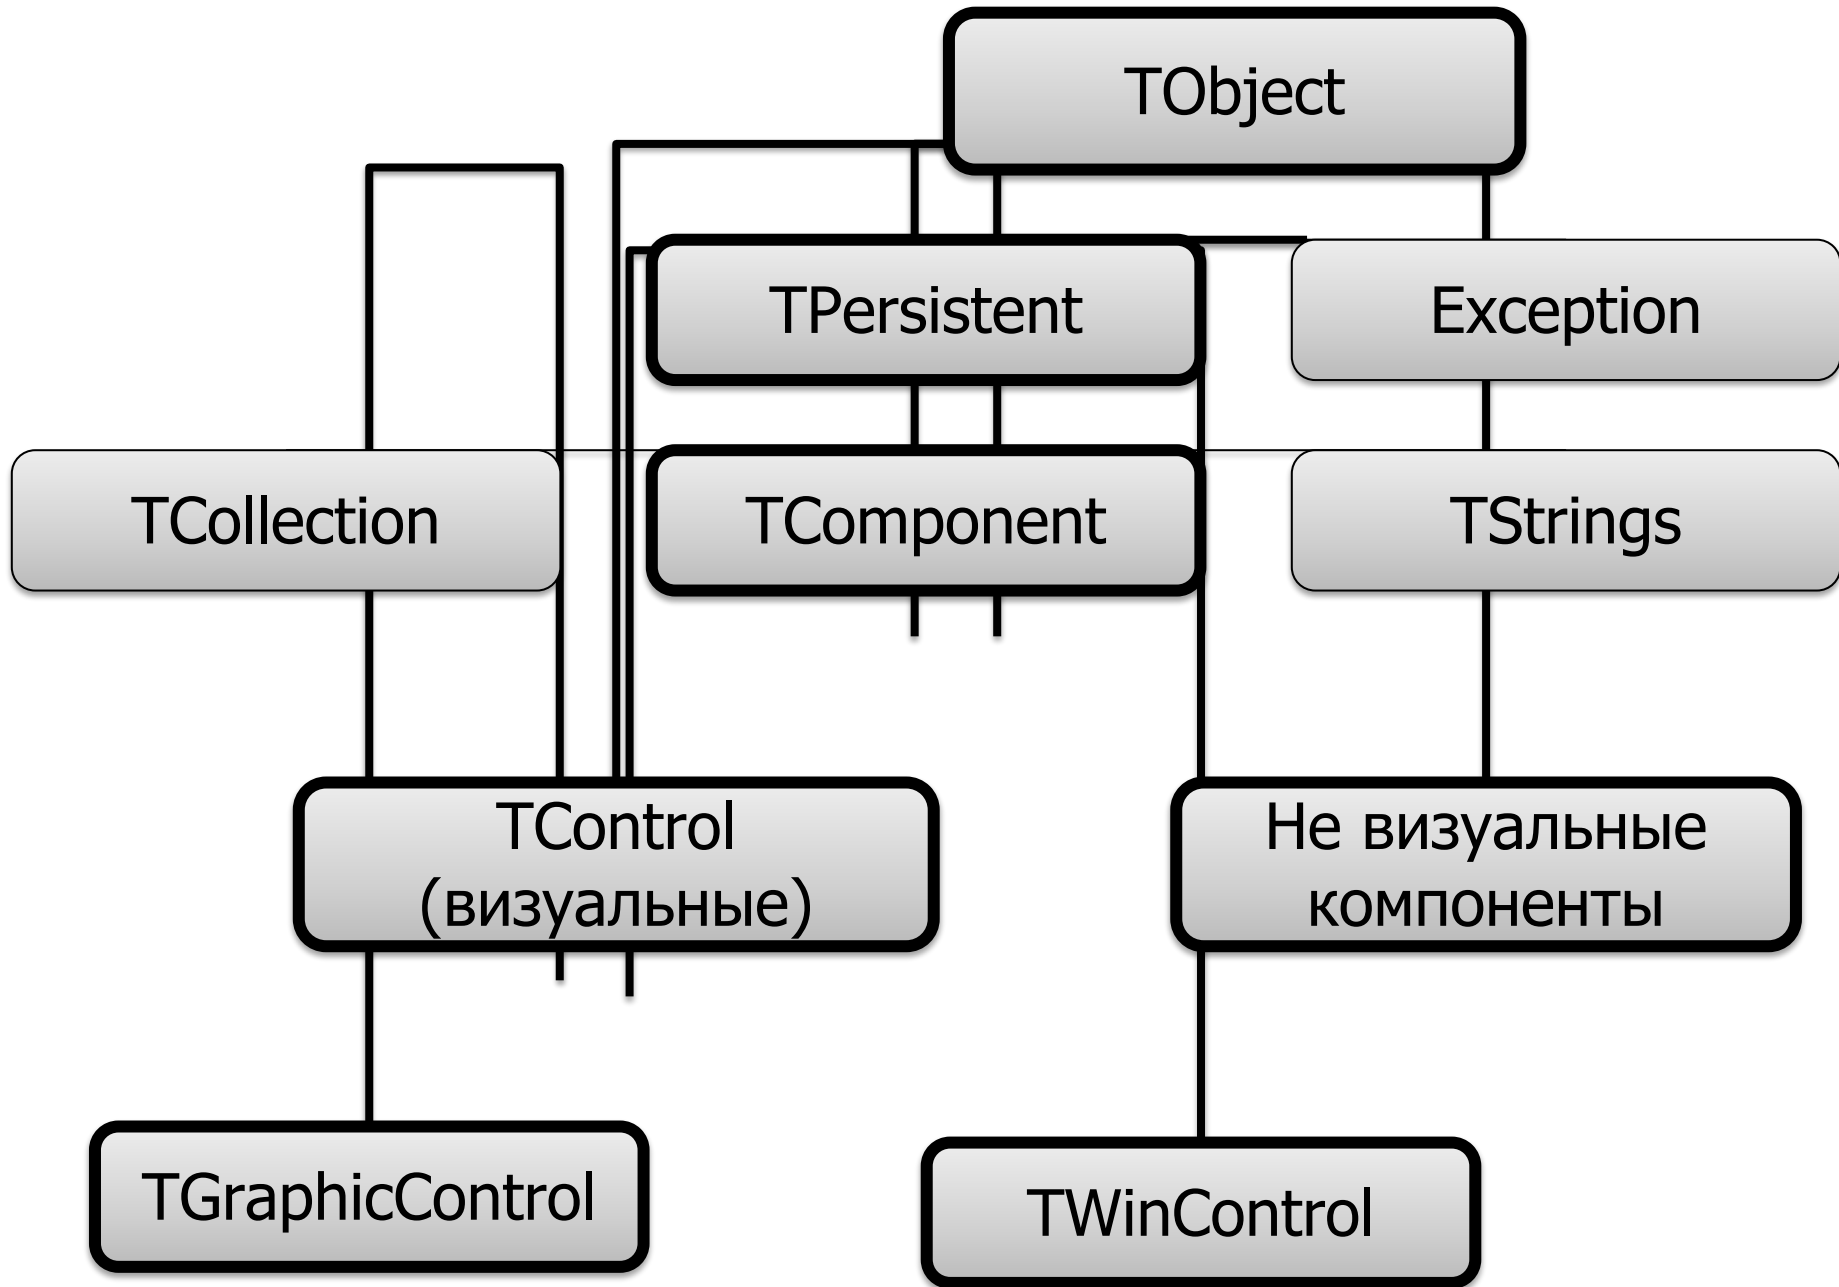 TObject
TPersistent
Exception
TCollection
TComponent
TStrings
TControl
(визуальные)
Не визуальные
компоненты
TGraphicControl
TWinControl